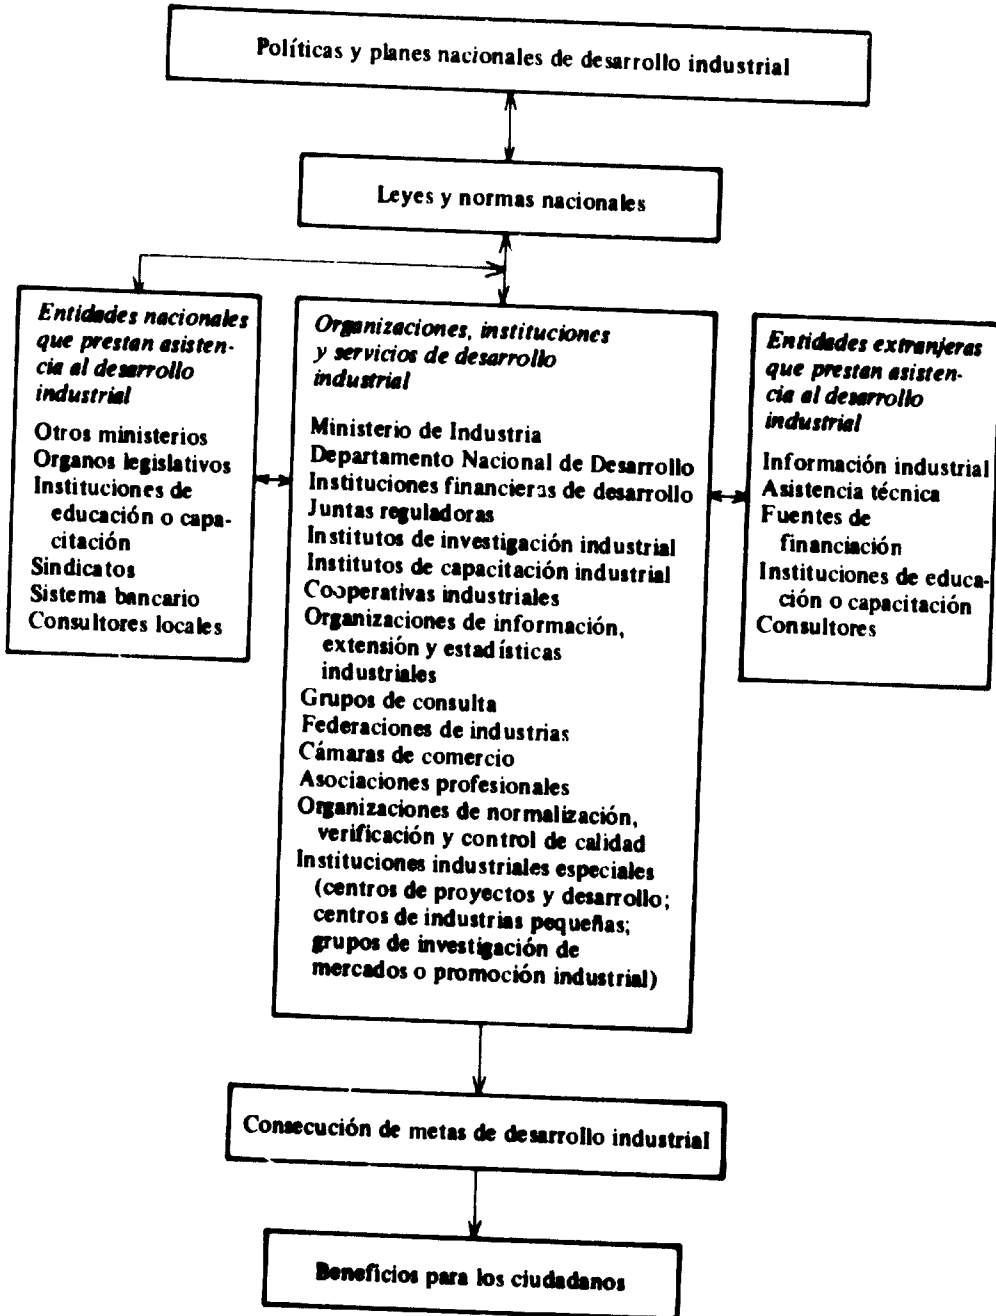 Políticas y planes nacionales de desarrollo industrial
Leyes y normas nacionales
Entidades nacionales
que prestan asisten-
cia al desarrollo
industrial
Otros ministerios
Organos legislativos
Instituciones de
educación o capa-
citación
Sindicatos
Sistema bancario
Consultores locales
Organizaciones, instituciones
y servicios de desarrollo
industrial
Ministerio de Industria
Departamento Nacional de Desarrollo
Instituciones financieras de desarrollo
Juntas reguladoras
Institutos de investigación industrial
Institutos de capacitación industrial
Cooperativas industriales
Organizaciones de información,
extensión y estadísticas
industriales
Grupos de consulta
Federaciones de industrias
Cámaras de comercio
Asociaciones profesionales
Organizaciones de normalización,
verificación y control de calidad
Instituciones industriales especiales
(centros de proyectos y desarrollo;
centros de industrias pequeñas;
grupos de investigación de
mercados o promoción industrial)
Entidades extranjeras
que prestan asisten-
cia al desarrollo
industrial
Información industrial
Asistencia técnica
Fuentes de
financiación
Instituciones de educa-
ción o capacitación
Consultores
Consecución de metas de desarrollo industrial
Beneficios para los ciudadanos